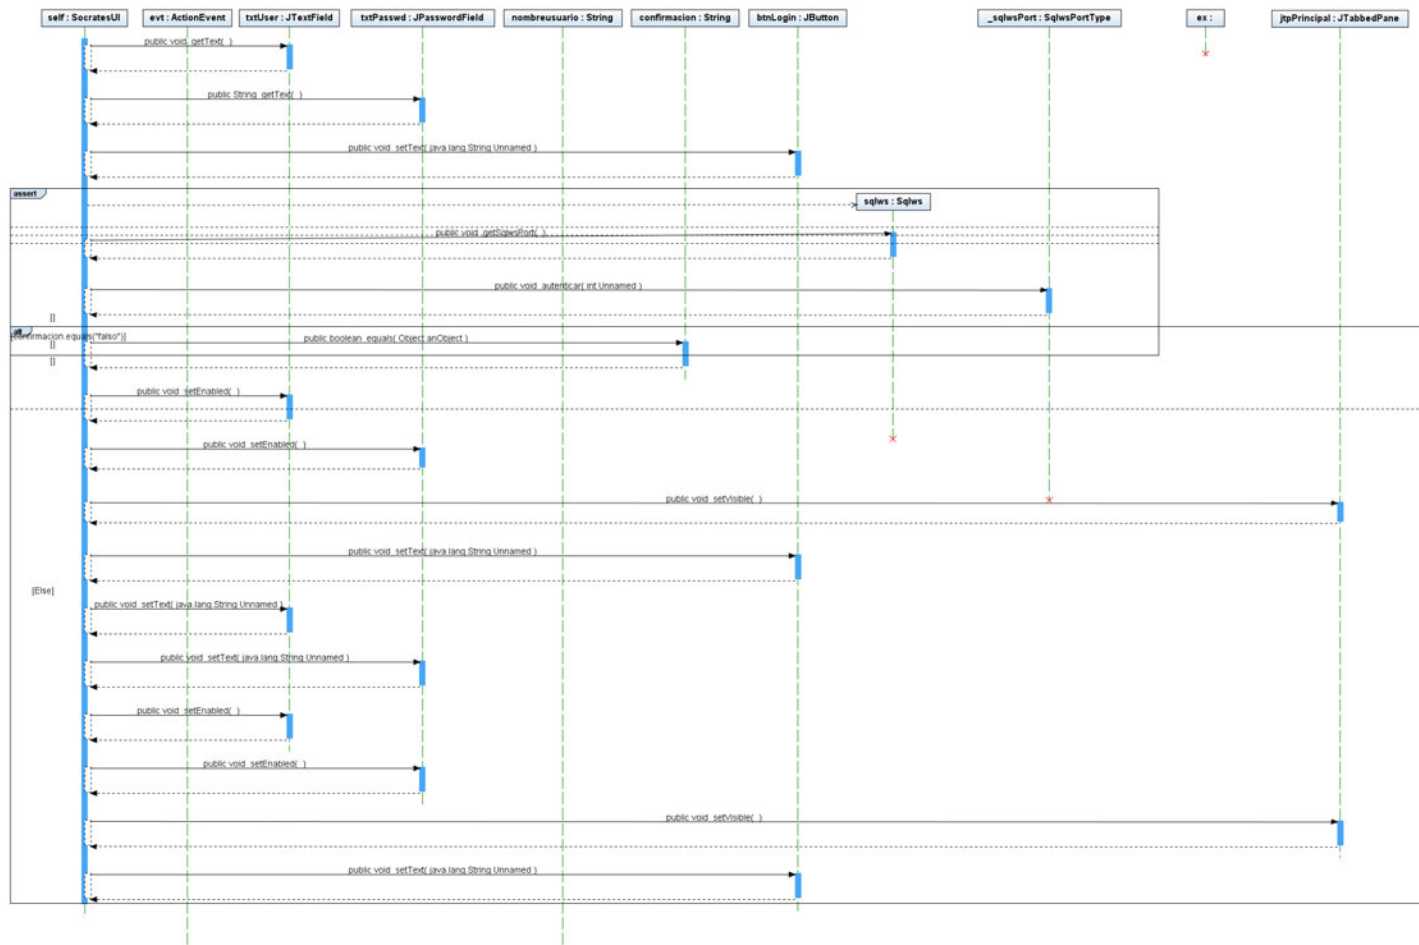 self : SocratesUI
evt : ActionEvent
txtUser : JTextField
txtPasswd : JPasswordField
nombreusuario : String
confirmacion : String
btnLogin : JButton
_sqlwsPort : SqlwsPortType
ex :
jtpPrincipal : JTabbedPane
public void getText( )
public String getText( )
public void setText( java.lang.String Unnamed )
assert
sqlws : Sqlws
public void getSqlwsPort( )
public void autenticar( int Unnamed )
[]
alt
[confirmacion.equals("falso")]
[]
public boolean equals( Object anObject )
[]
public void setEnabled( )
public void setEnabled( )
public void setVisible( )
public void setText( java.lang.String Unnamed )
[Else]
public void setText( java.lang.String Unnamed )
public void setText( java.lang.String Unnamed )
public void setEnabled( )
public void setEnabled( )
public void setVisible( )
public void setText( java.lang.String Unnamed )